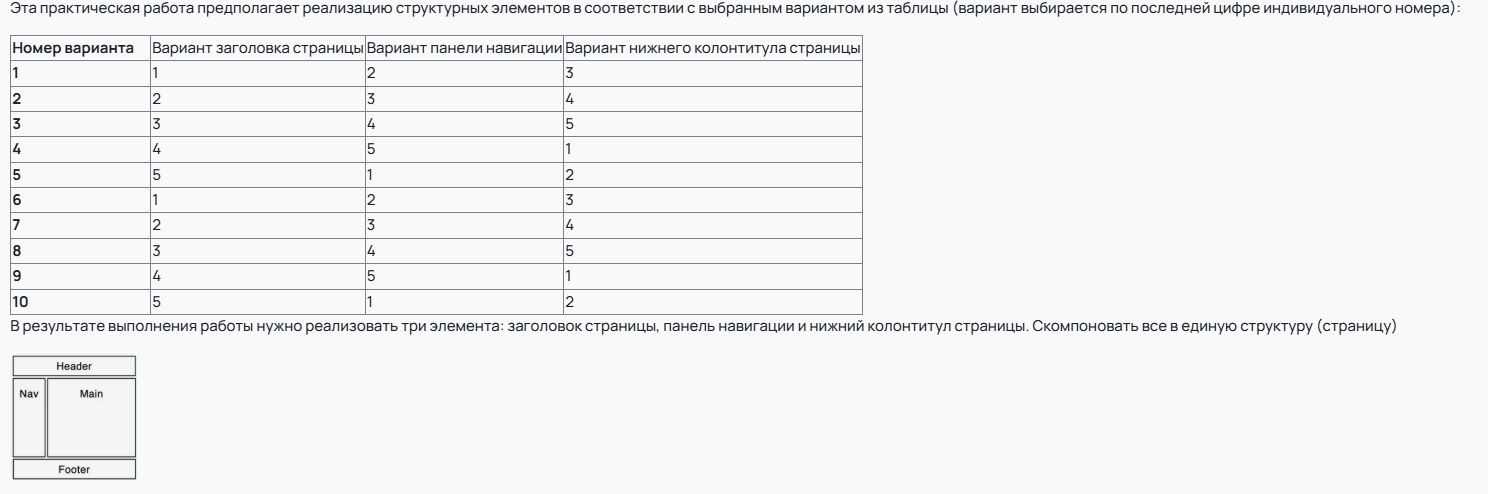 Эта практическая работа предполагает реализацию структурных элементов в соответствии с выбранным вариантом из таблицы (вариант выбирается по последней цифре индивидуального номера):
Номер варианта Вариант заголовка страницы Вариант панели навигации Вариант нижнего колонтитула страницы
1 1 2 3
2 2 3 4
3 3 4 5
4 4 5 1
5 5 1 2
6 1 2 3
7 2 3 4
8 3 4 5
9 4 5 1
10 5 1 2
В результате выполнения работы нужно реализовать три элемента: заголовок страницы, панель навигации и нижний колонтитул страницы. Скомпоновать все в единую структуру (страницу)
Header
Nav Main
Footer